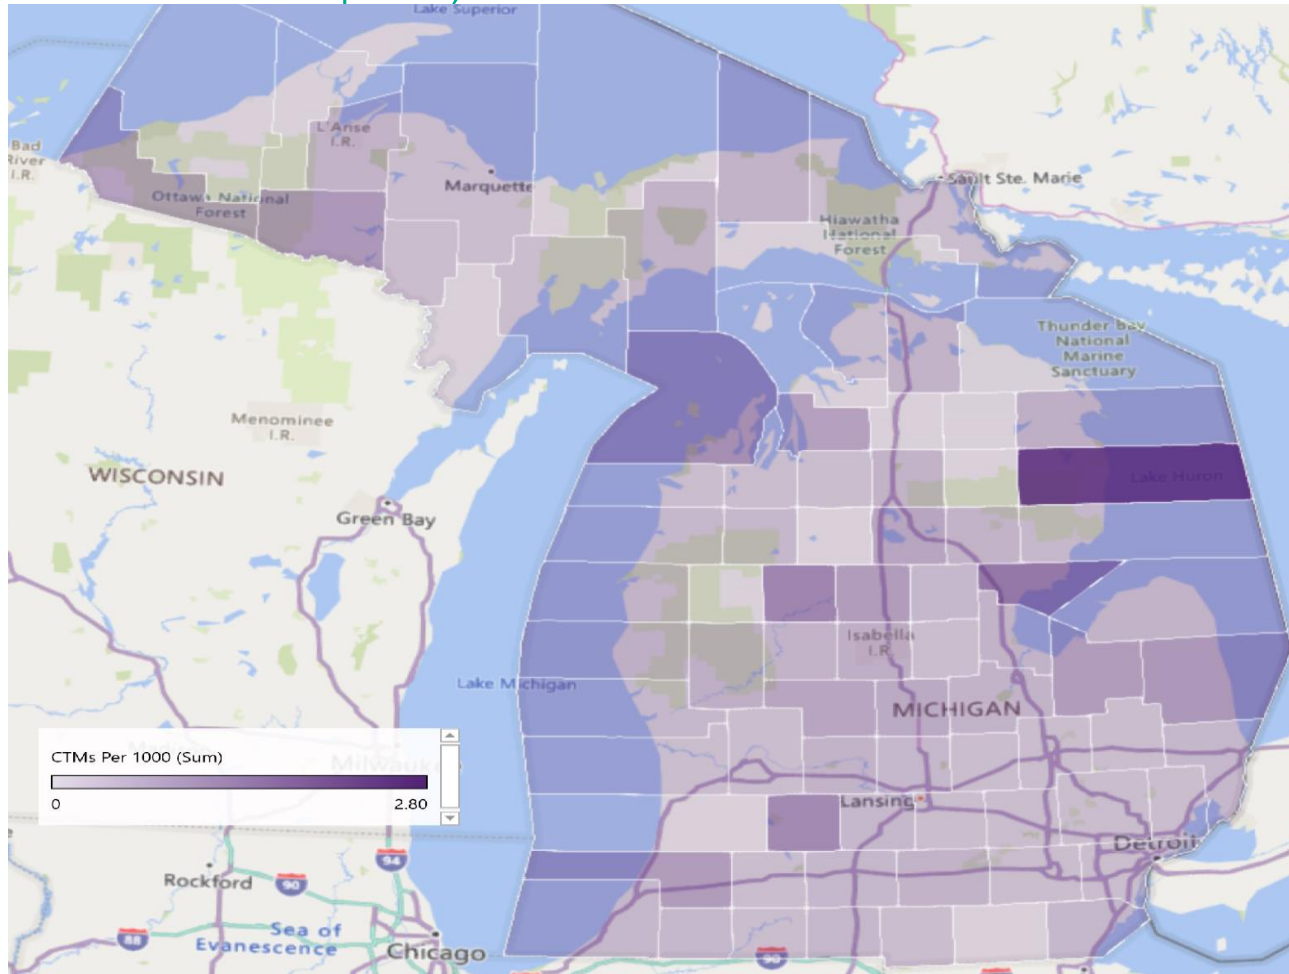 Lake Superior
Bad
River
I.R.
L'Anse
I.R.
Marquette
Sault Ste. Marie
Ottawa National
Forest
Hiawatha
National
Forest
Thunder Bay
National
Marine
Sanctuary
Menominee
I.R.
WISCONSIN
Lake Huron
Green Bay
Isabella
I.R.
Lake Michigan
MICHIGAN
CTMs Per 1000 (Sum)
Milwaukee
0
2.80
Lansing
Detroit
94
Rockford
90
88
Sea of
Evanescence
Chicago
90